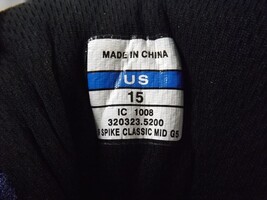 MADE IN CHINA
US
15
IC 1008
320323.5200
SPIKE CLASSIC MID G5